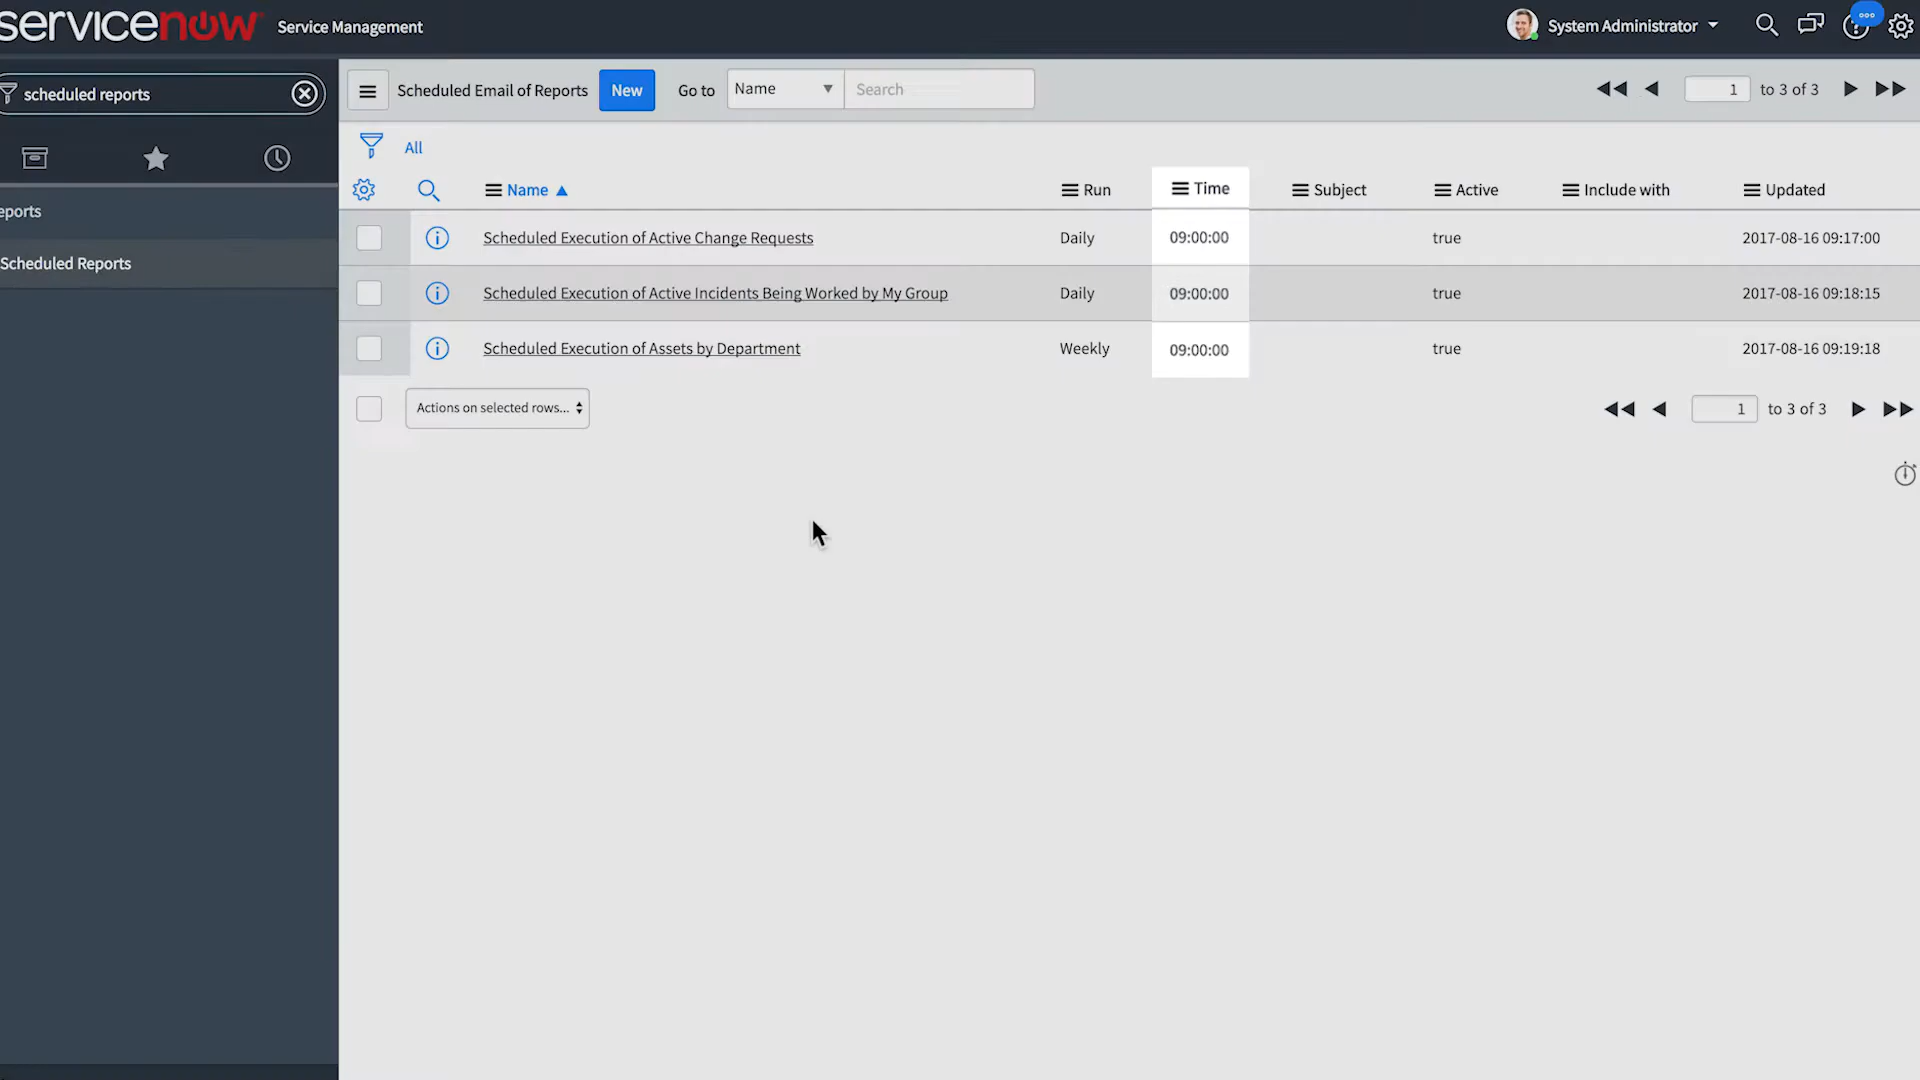 servicenow Service Management System Administrator
scheduled reports
Scheduled Email of Reports New Go to Name Search 1 to 3 of 3
All
Name Run Time Subject Active Include with Updated
eports
Scheduled Execution of Active Change Requests Daily 09:00:00 true 2017-08-16 09:17:00
Scheduled Reports
Scheduled Execution of Active Incidents Being Worked by My Group Daily 09:00:00 true 2017-08-16 09:18:15
Scheduled Execution of Assets by Department Weekly 09:00:00 true 2017-08-16 09:19:18
Actions on selected rows... 1 to 3 of 3